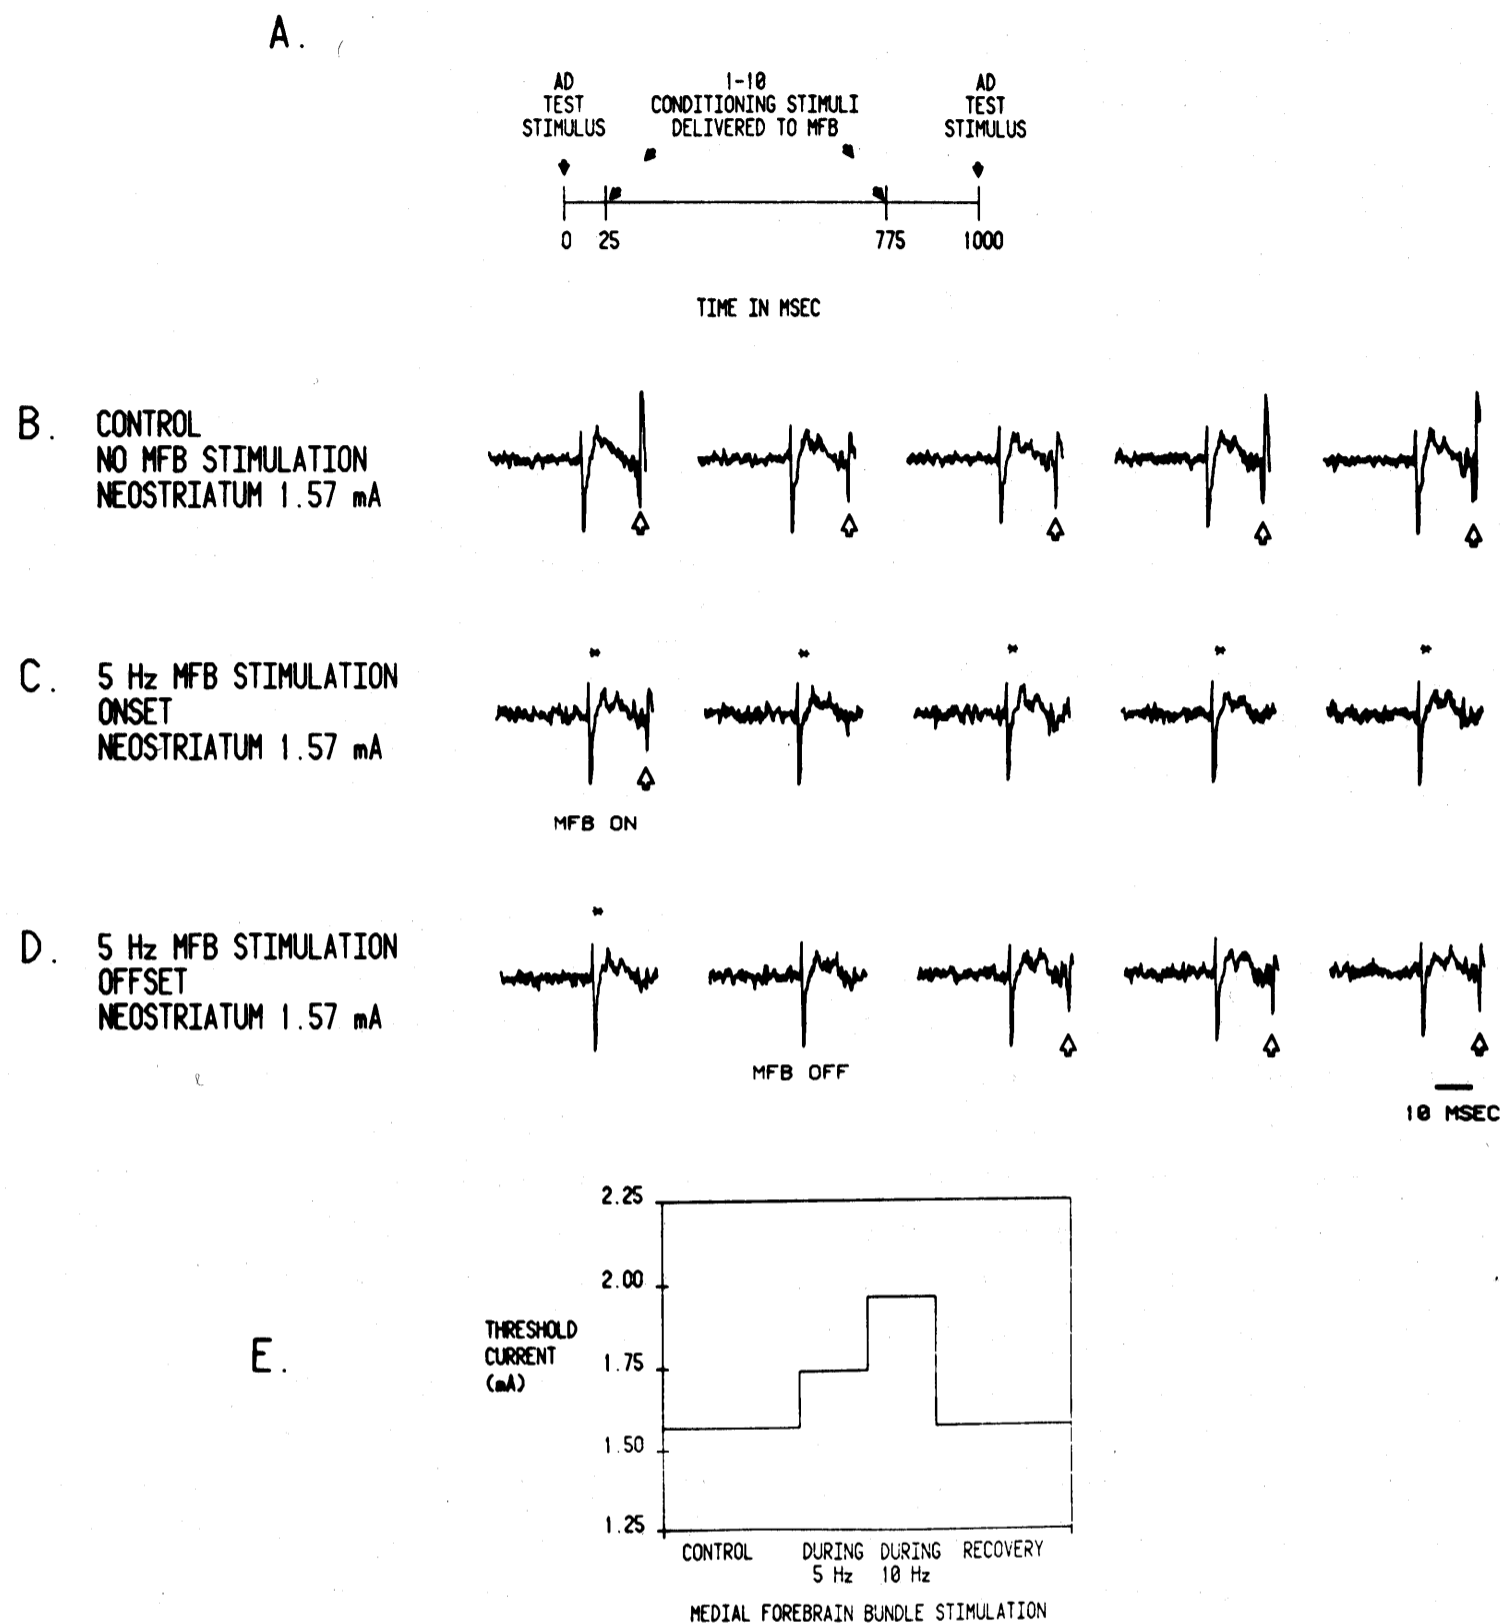 A.
AD
TEST
STIMULUS
1-10
CONDITIONING STIMULI
DELIVERED TO MFB
AD
TEST
STIMULUS
0 25 775 1000
TIME IN MSEC
B. CONTROL
NO MFB STIMULATION
NEOSTRIATUM 1.57 mA
C. 5 Hz MFB STIMULATION
ONSET
NEOSTRIATUM 1.57 mA
* * * * *
MFB ON
D. 5 Hz MFB STIMULATION
OFFSET
NEOSTRIATUM 1.57 mA
*
MFB OFF
10 MSEC
E.
THRESHOLD
CURRENT
(mA)
2.25
2.00
1.75
1.50
1.25
CONTROL
DURING
5 Hz
DURING
10 Hz
RECOVERY
MEDIAL FOREBRAIN BUNDLE STIMULATION